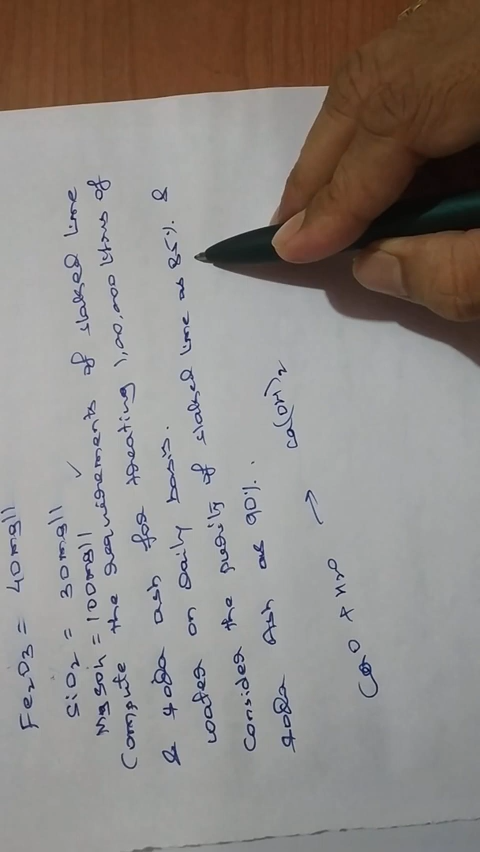 Fe₂O₃ = 40mg/l
SiO₂ = 30mg/l
MgSO4 = 100mg/l ✓
Compute the requirements of slaked lime
& soda ash for treating 1,00,000 litres of
water on daily basis.
Consider the purity of slaked lime as 85% &
soda Ash as 90%.
CaO + H₂O → Ca(OH)₂